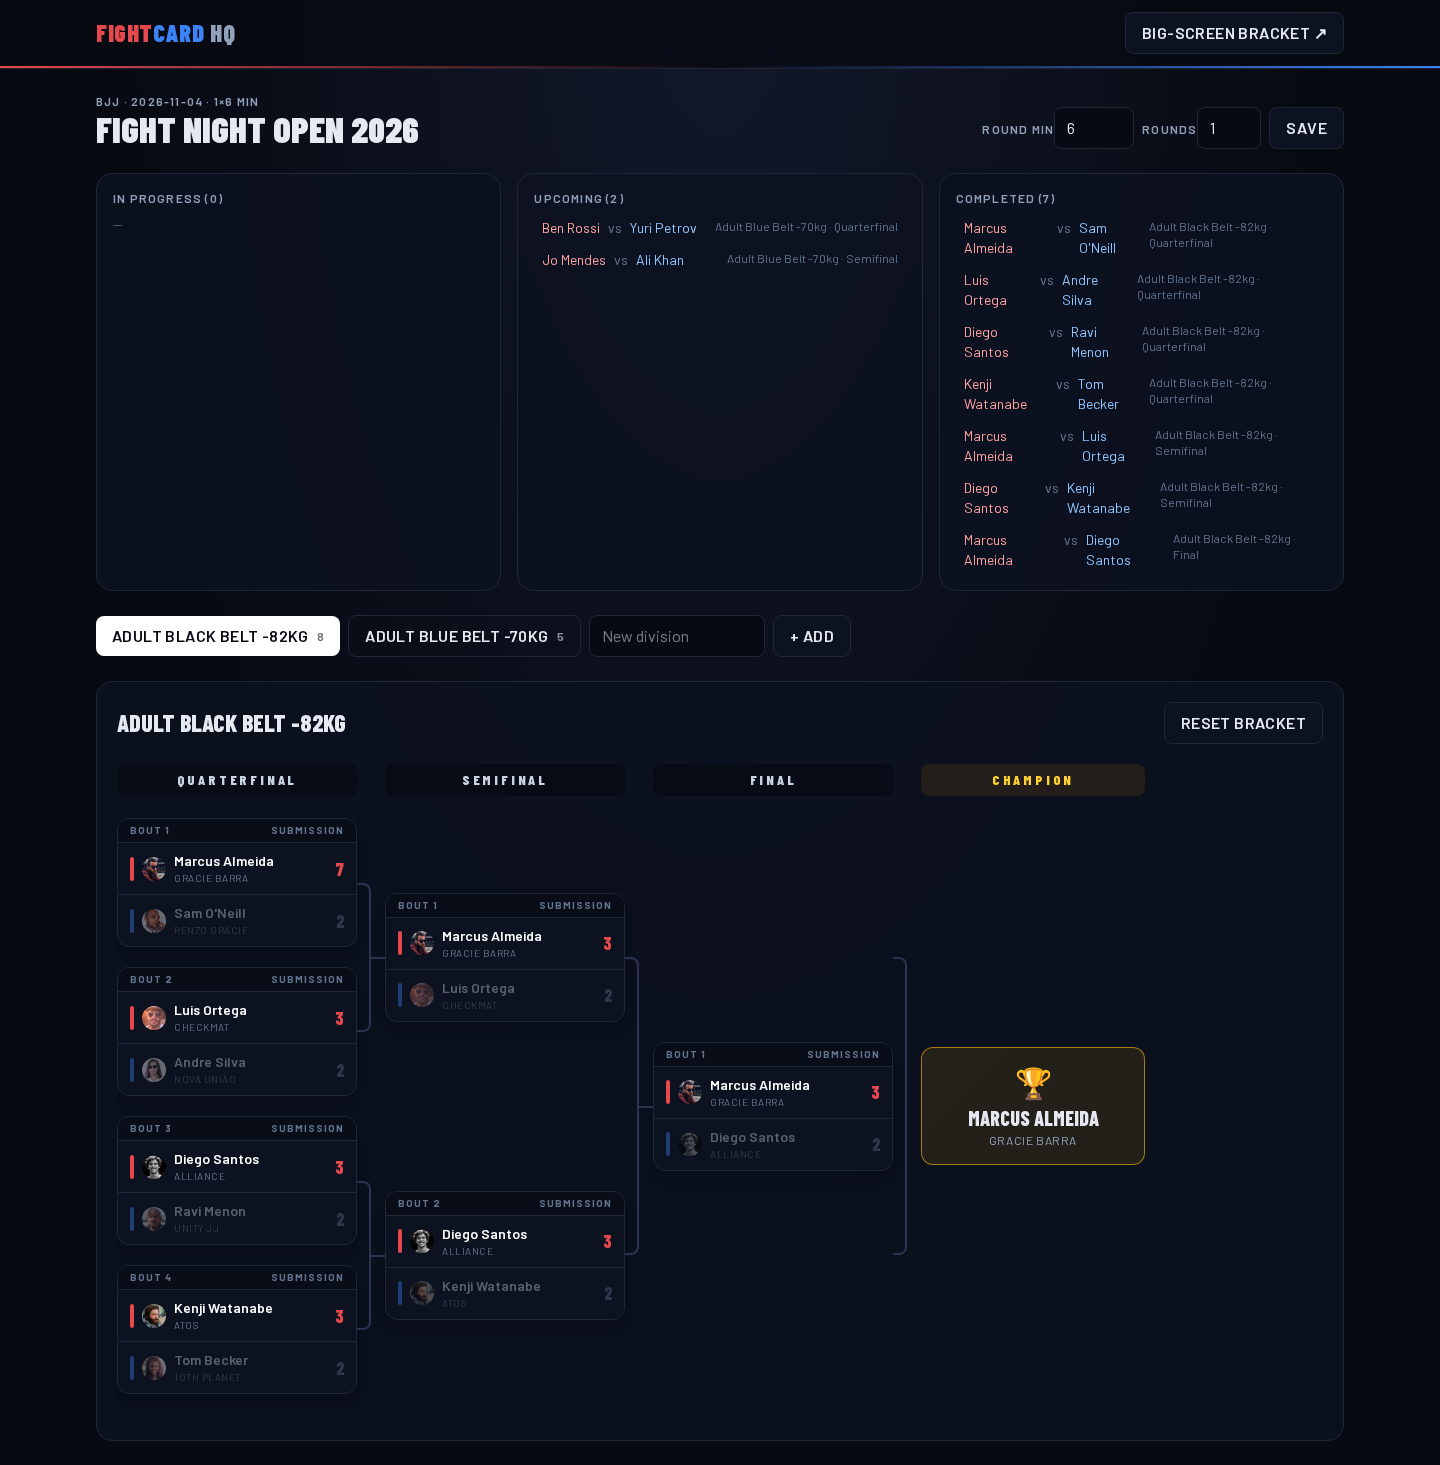 FIGHTCARD HQ
BIG-SCREEN BRACKET ↗
BJJ · 2026-11-04 · 1×6 MIN
FIGHT NIGHT OPEN 2026
ROUND MIN 6 ROUNDS 1 SAVE
IN PROGRESS (0)
—
UPCOMING (2)
Ben Rossi vs Yuri Petrov Adult Blue Belt -70kg · Quarterfinal
Jo Mendes vs Ali Khan Adult Blue Belt -70kg · Semifinal
COMPLETED (7)
Marcus Almeida vs Sam O'Neill Adult Black Belt -82kg · Quarterfinal
Luis Ortega vs Andre Silva Adult Black Belt -82kg · Quarterfinal
Diego Santos vs Ravi Menon Adult Black Belt -82kg · Quarterfinal
Kenji Watanabe vs Tom Becker Adult Black Belt -82kg · Quarterfinal
Marcus Almeida vs Luis Ortega Adult Black Belt -82kg · Semifinal
Diego Santos vs Kenji Watanabe Adult Black Belt -82kg · Semifinal
Marcus Almeida vs Diego Santos Adult Black Belt -82kg · Final
ADULT BLACK BELT -82KG 8
ADULT BLUE BELT -70KG 5
New division
+ ADD
ADULT BLACK BELT -82KG
RESET BRACKET
QUARTERFINAL
BOUT 1 SUBMISSION
Marcus Almeida 7
GRACIE BARRA
Sam O'Neill 2
RENZO GRACIE
BOUT 2 SUBMISSION
Luis Ortega 3
CHECKMAT
Andre Silva 2
NOVA UNIÃO
BOUT 3 SUBMISSION
Diego Santos 3
ALLIANCE
Ravi Menon 2
UNITY JJ
BOUT 4 SUBMISSION
Kenji Watanabe 3
ATOS
Tom Becker 2
10TH PLANET
SEMIFINAL
BOUT 1 SUBMISSION
Marcus Almeida 3
GRACIE BARRA
Luis Ortega 2
CHECKMAT
BOUT 2 SUBMISSION
Diego Santos 3
ALLIANCE
Kenji Watanabe 2
ATOS
FINAL
BOUT 1 SUBMISSION
Marcus Almeida 3
GRACIE BARRA
Diego Santos 2
ALLIANCE
CHAMPION
MARCUS ALMEIDA
GRACIE BARRA